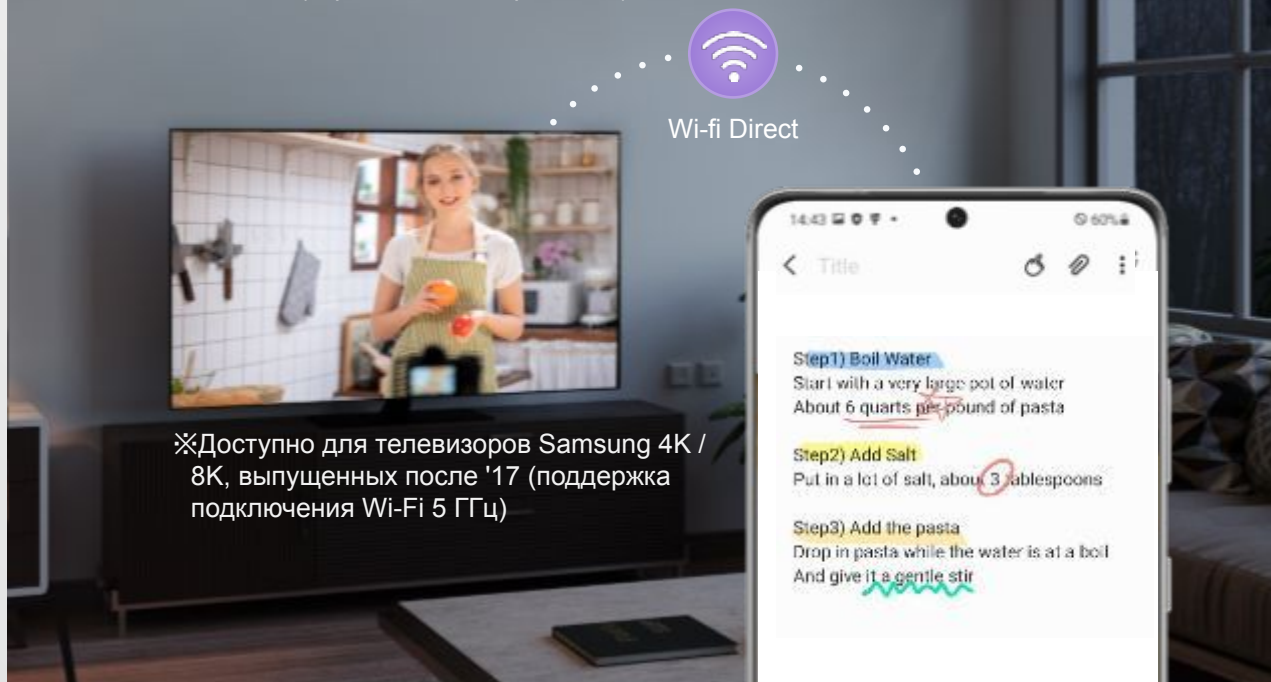 Wi-fi Direct
14:43
60%
Title
Step1) Boil Water
Start with a very large pot of water
About 6 quarts per pound of pasta
Step2) Add Salt
Put in a lot of salt, about 3 tablespoons
Step3) Add the pasta
Drop in pasta while the water is at a boil
And give it a gentle stir
※Доступно для телевизоров Samsung 4K /
8K, выпущенных после '17 (поддержка
подключения Wi-Fi 5 ГГц)